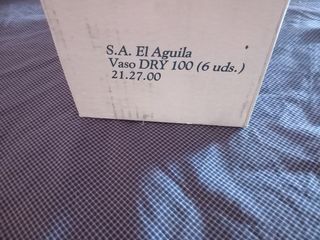 S.A. El Aguila
Vaso DRY 100 (6 uds.)
21.27.00